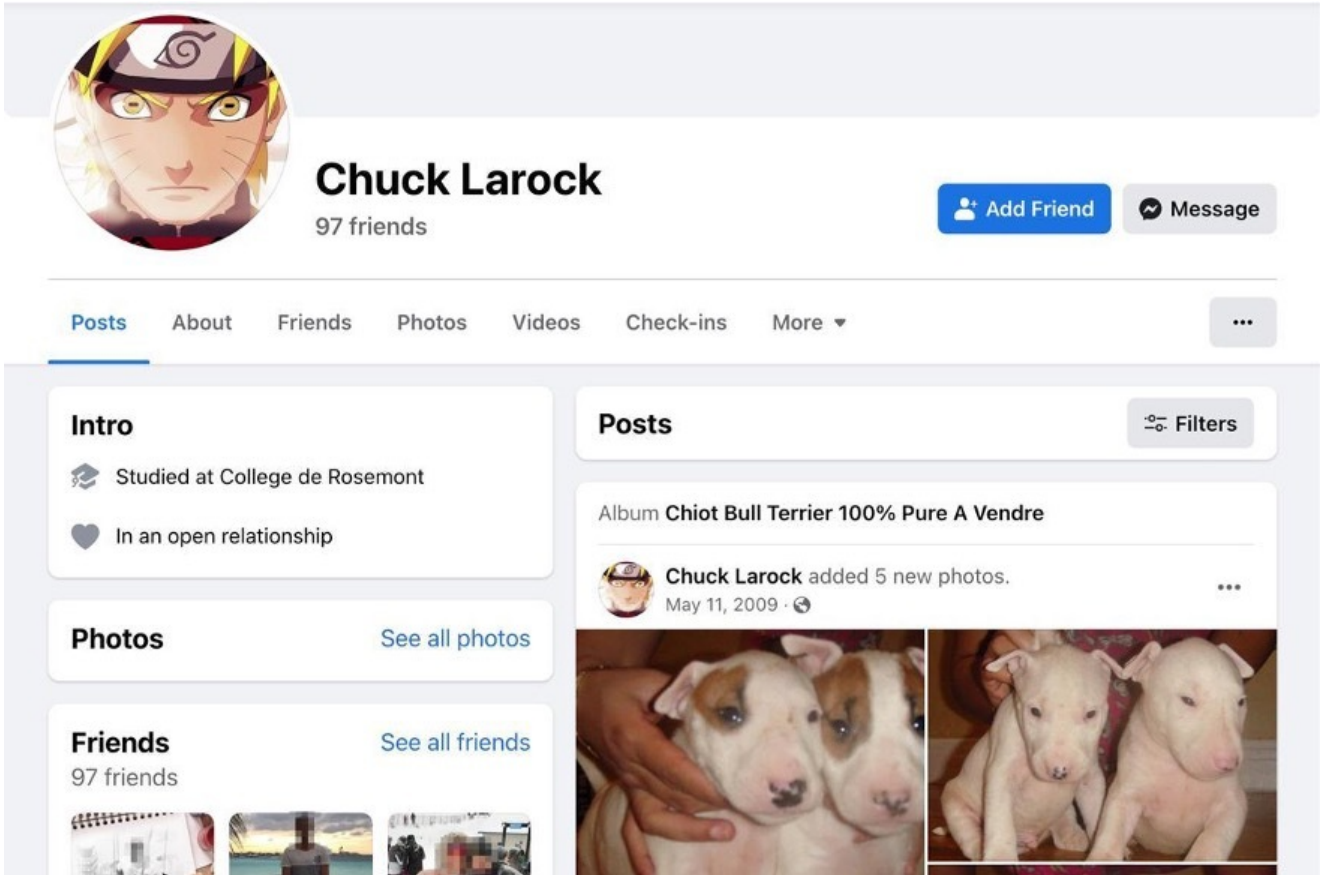 Chuck Larock
97 friends
Add Friend
Message
Posts
About
Friends
Photos
Videos
Check-ins
More
Intro
Studied at College de Rosemont
In an open relationship
Photos
See all photos
Friends
See all friends
97 friends
Posts
Filters
Album Chiot Bull Terrier 100% Pure A Vendre
Chuck Larock added 5 new photos.
May 11, 2009 ·